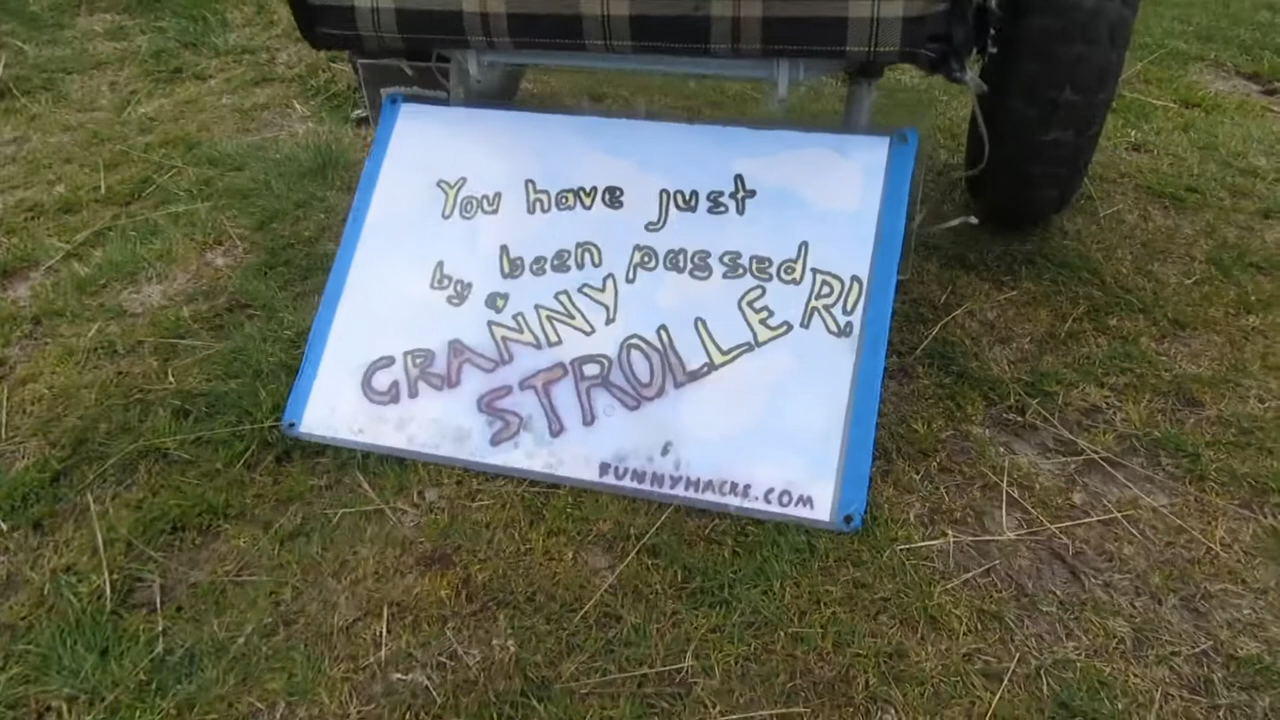 You have just
been passed
by a
GRANNY
STROLLER!
FUNNYHACKS.COM